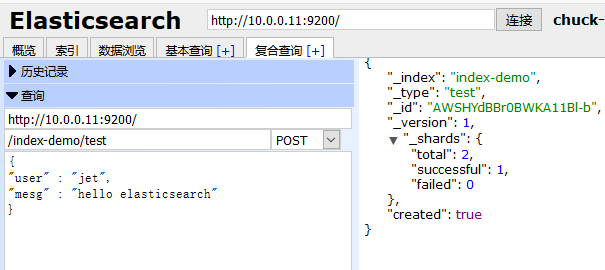 Elasticsearch
http://10.0.0.11:9200/
连接
chuck-
概览
索引
数据浏览
基本查询 [+]
复合查询 [+]
历史记录
查询
http://10.0.0.11:9200/
/index-demo/test
POST
{
"user" : "jet",
"mesg" : "hello elasticsearch"
}
{
"_index": "index-demo",
"_type": "test",
"_id": "AWSHYdBBr0BWKA11Bl-b",
"_version": 1,
"_shards": {
"total": 2,
"successful": 1,
"failed": 0
},
"created": true
}